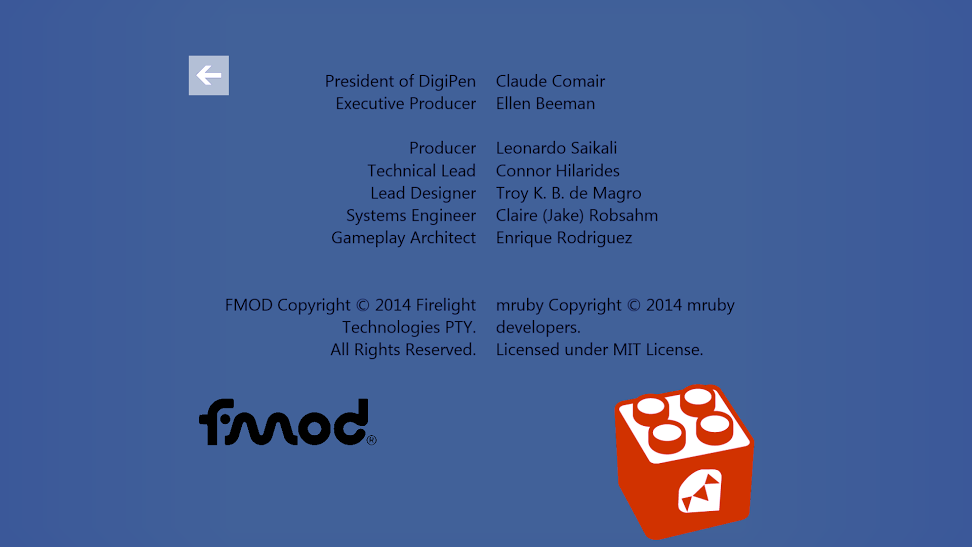 President of DigiPen Claude Comair
Executive Producer Ellen Beeman
Producer Leonardo Saikali
Technical Lead Connor Hilarides
Lead Designer Troy K. B. de Magro
Systems Engineer Claire (Jake) Robsahm
Gameplay Architect Enrique Rodriguez
FMOD Copyright © 2014 Firelight
Technologies PTY.
All Rights Reserved.
mruby Copyright © 2014 mruby
developers.
Licensed under MIT License.
fmod®